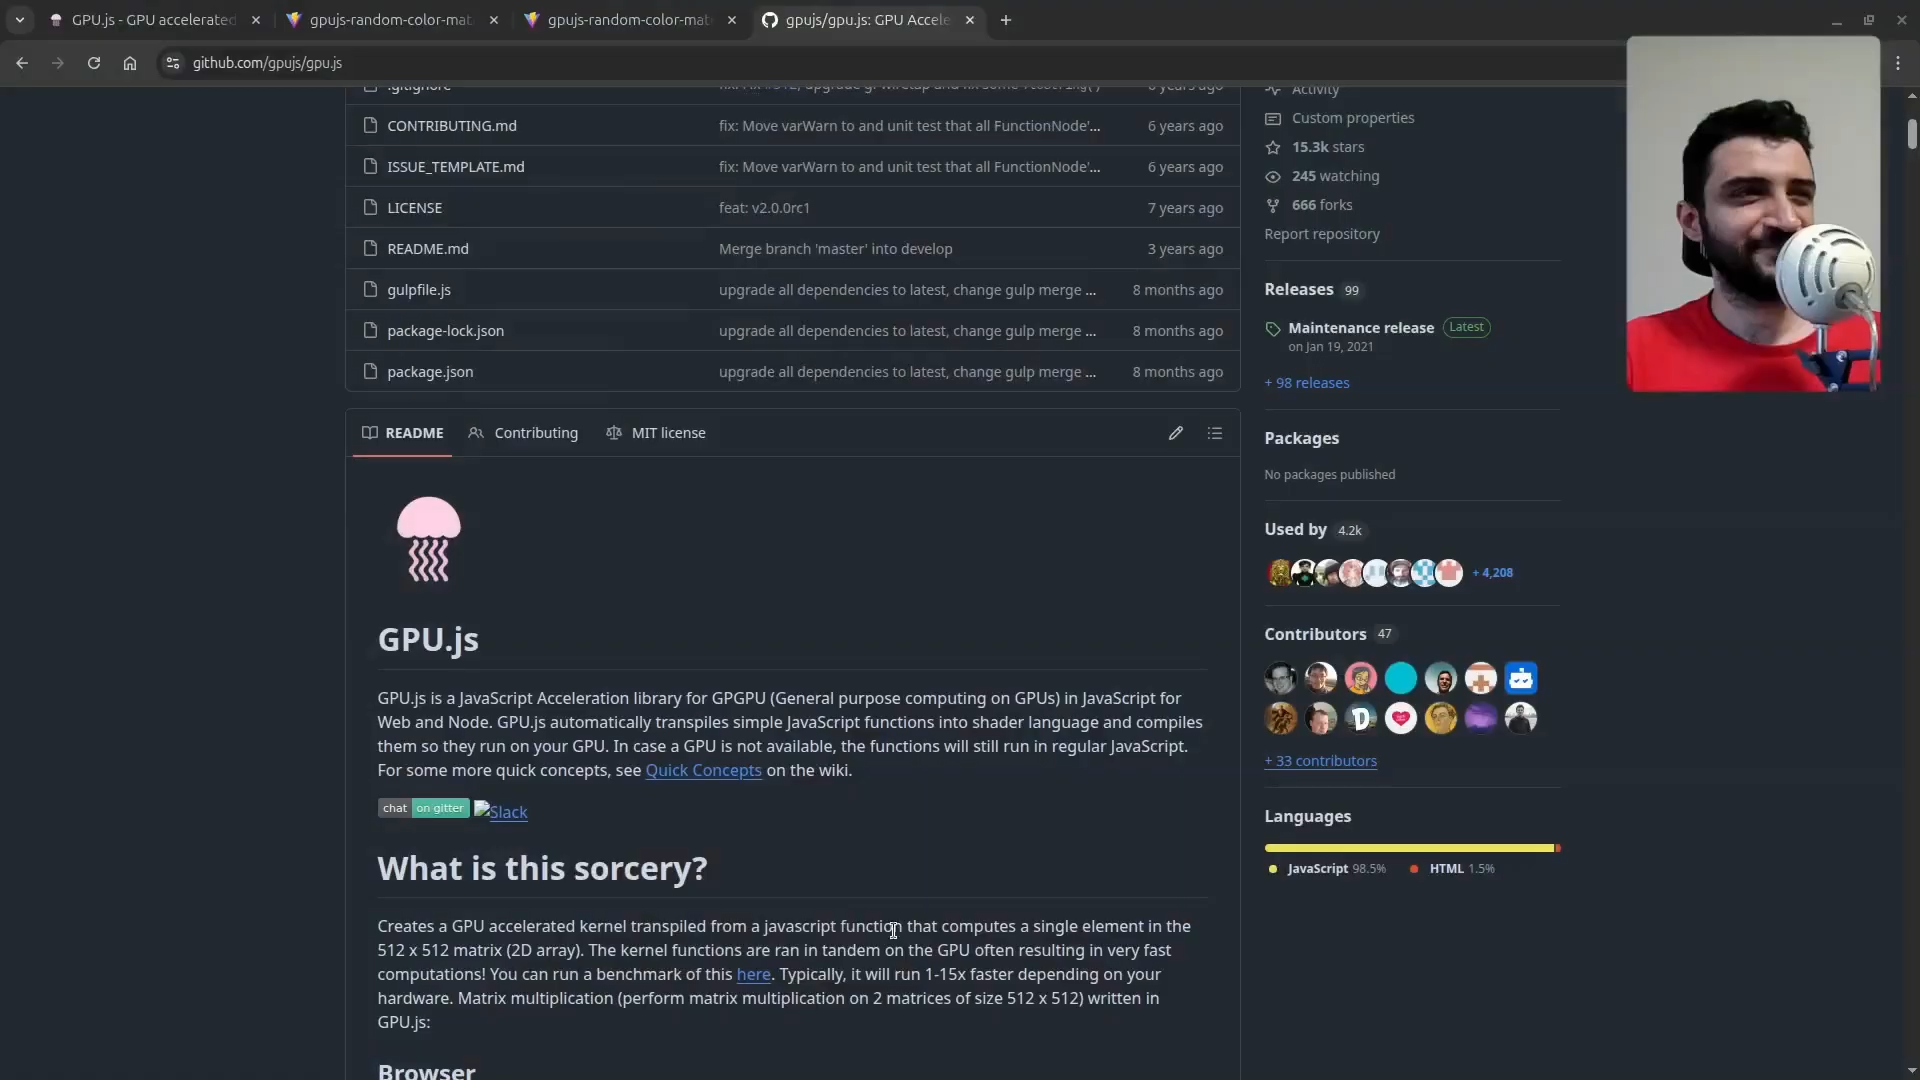 GPU.js - GPU accelerated
gpujs-random-color-mat
gpujs-random-color-mat
gpujs/gpu.js: GPU Accele
github.com/gpujs/gpu.js
.gitignore
8 years ago
CONTRIBUTING.md fix: Move varWarn to and unit test that all FunctionNode'... 6 years ago
ISSUE_TEMPLATE.md fix: Move varWarn to and unit test that all FunctionNode'... 6 years ago
LICENSE feat: v2.0.0rc1 7 years ago
README.md Merge branch 'master' into develop 3 years ago
gulpfile.js upgrade all dependencies to latest, change gulp merge ... 8 months ago
package-lock.json upgrade all dependencies to latest, change gulp merge ... 8 months ago
package.json upgrade all dependencies to latest, change gulp merge ... 8 months ago
README Contributing MIT license
GPU.js
GPU.js is a JavaScript Acceleration library for GPGPU (General purpose computing on GPUs) in JavaScript for
Web and Node. GPU.js automatically transpiles simple JavaScript functions into shader language and compiles
them so they run on your GPU. In case a GPU is not available, the functions will still run in regular JavaScript.
For some more quick concepts, see Quick Concepts on the wiki.
chat on gitter Slack
What is this sorcery?
Creates a GPU accelerated kernel transpiled from a javascript function that computes a single element in the
512 x 512 matrix (2D array). The kernel functions are ran in tandem on the GPU often resulting in very fast
computations! You can run a benchmark of this here. Typically, it will run 1-15x faster depending on your
hardware. Matrix multiplication (perform matrix multiplication on 2 matrices of size 512 x 512) written in
GPU.js:
Browser
Activity
Custom properties
15.3k stars
245 watching
666 forks
Report repository
Releases 99
Maintenance release Latest
on Jan 19, 2021
+ 98 releases
Packages
No packages published
Used by 4.2k
+ 4,208
Contributors 47
+ 33 contributors
Languages
JavaScript 98.5% HTML 1.5%